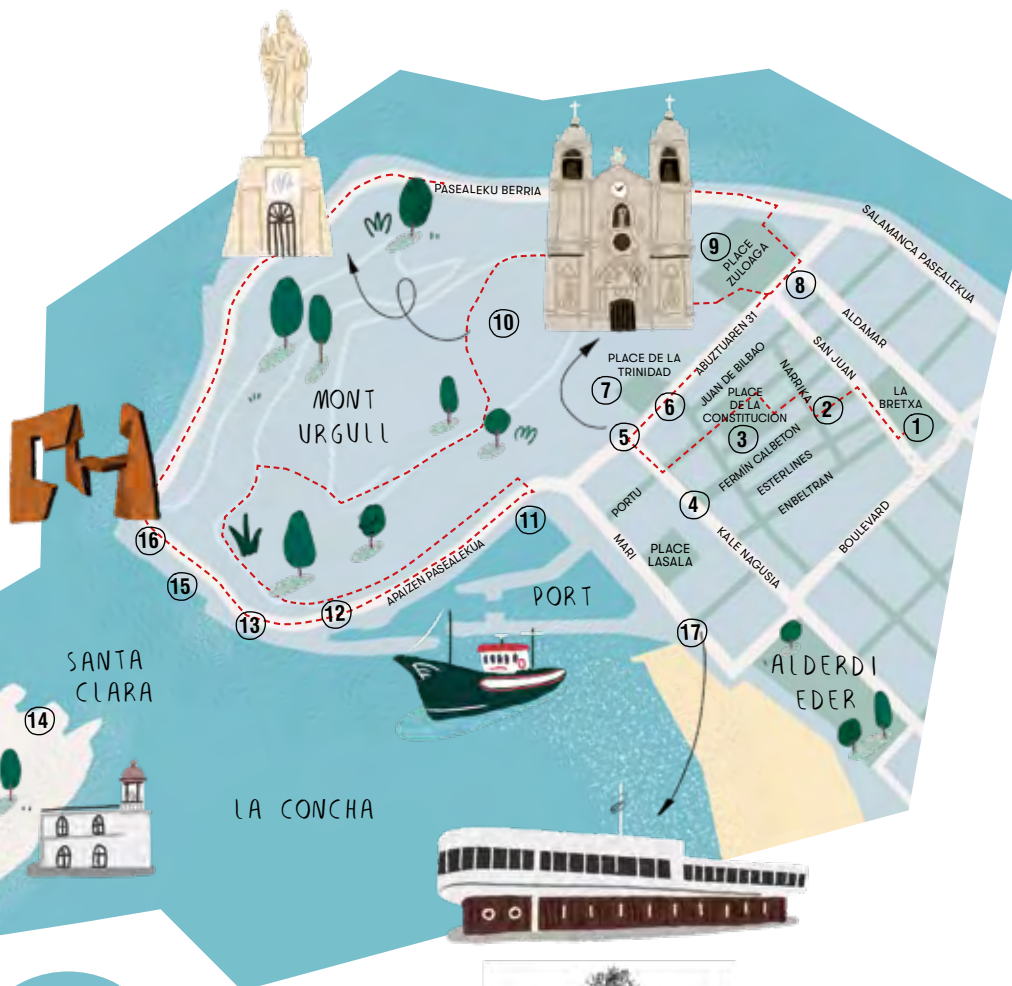 PASEALEKU BERRIA
SALAMANCA PASEALEKUA
9
PLACE
ZULOAGA
8
10
ABUZTUAREN 31
ALDAMAR
PLACE DE LA
TRINIDAD
7
JUAN DE BILBAO
SAN JUAN
NARRIKA
LA
BRETXA
1
MONT
URGULL
6
PLACE
DE LA
CONSTITUCIÓN
2
3
5
FERMÍN CALBETON
ESTERLINES
ENBELTRAN
PORTU
4
11
BOULEVARD
16
MARI
KALE NAGUSIA
PLACE
LASALA
APAIZEN PASEALEKUA
15
PORT
12
13
17
SANTA
CLARA
ALDERDI
EDER
14
LA CONCHA